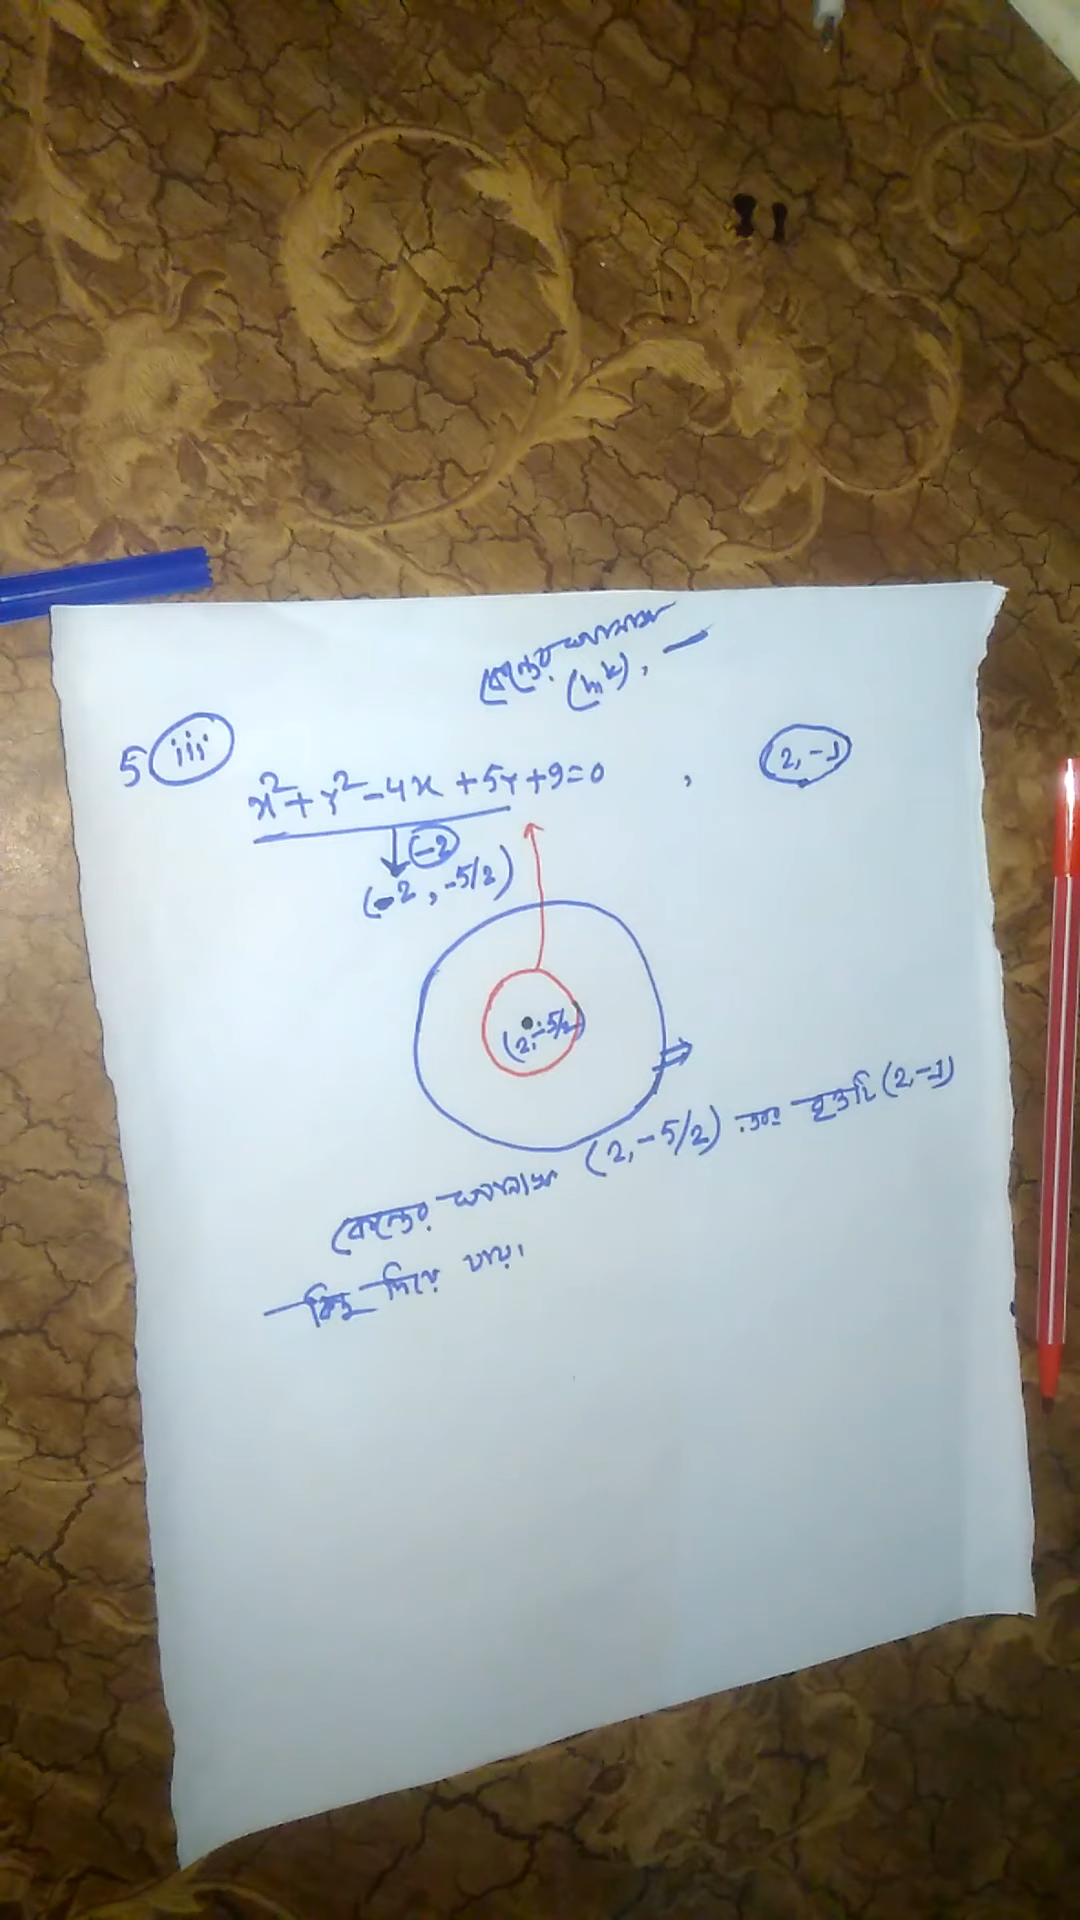 কেন্দ্রের স্থানাঙ্ক
(h,k), —
5 (iii)
x²+y²-4x+5y+9=0 , (2,-1)
(-2)
(-2, -5/2)
(2,-5/2)
কেন্দ্রের স্থানাঙ্ক (2,-5/2) এবং বৃত্তটি (2,-1)
বিন্দু দিয়ে যায়।